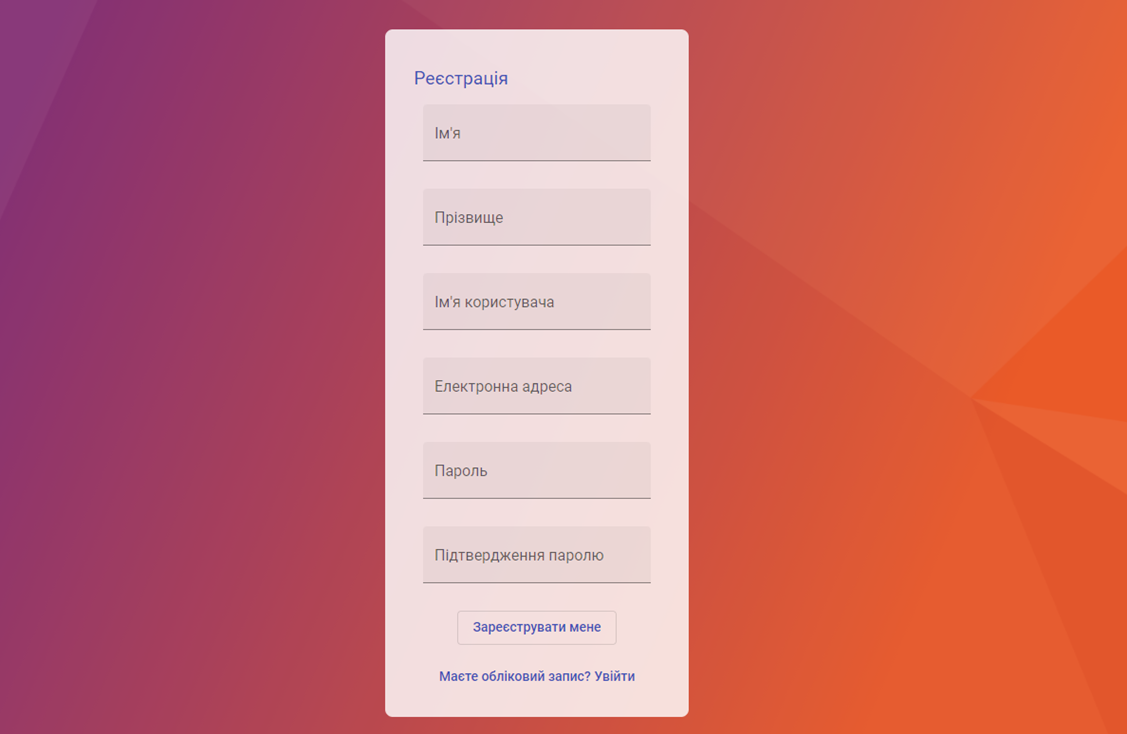 Реєстрація
Ім'я
Прізвище
Ім'я користувача
Електронна адреса
Пароль
Підтвердження паролю
Зареєструвати мене
Маєте обліковий запис? Увійти